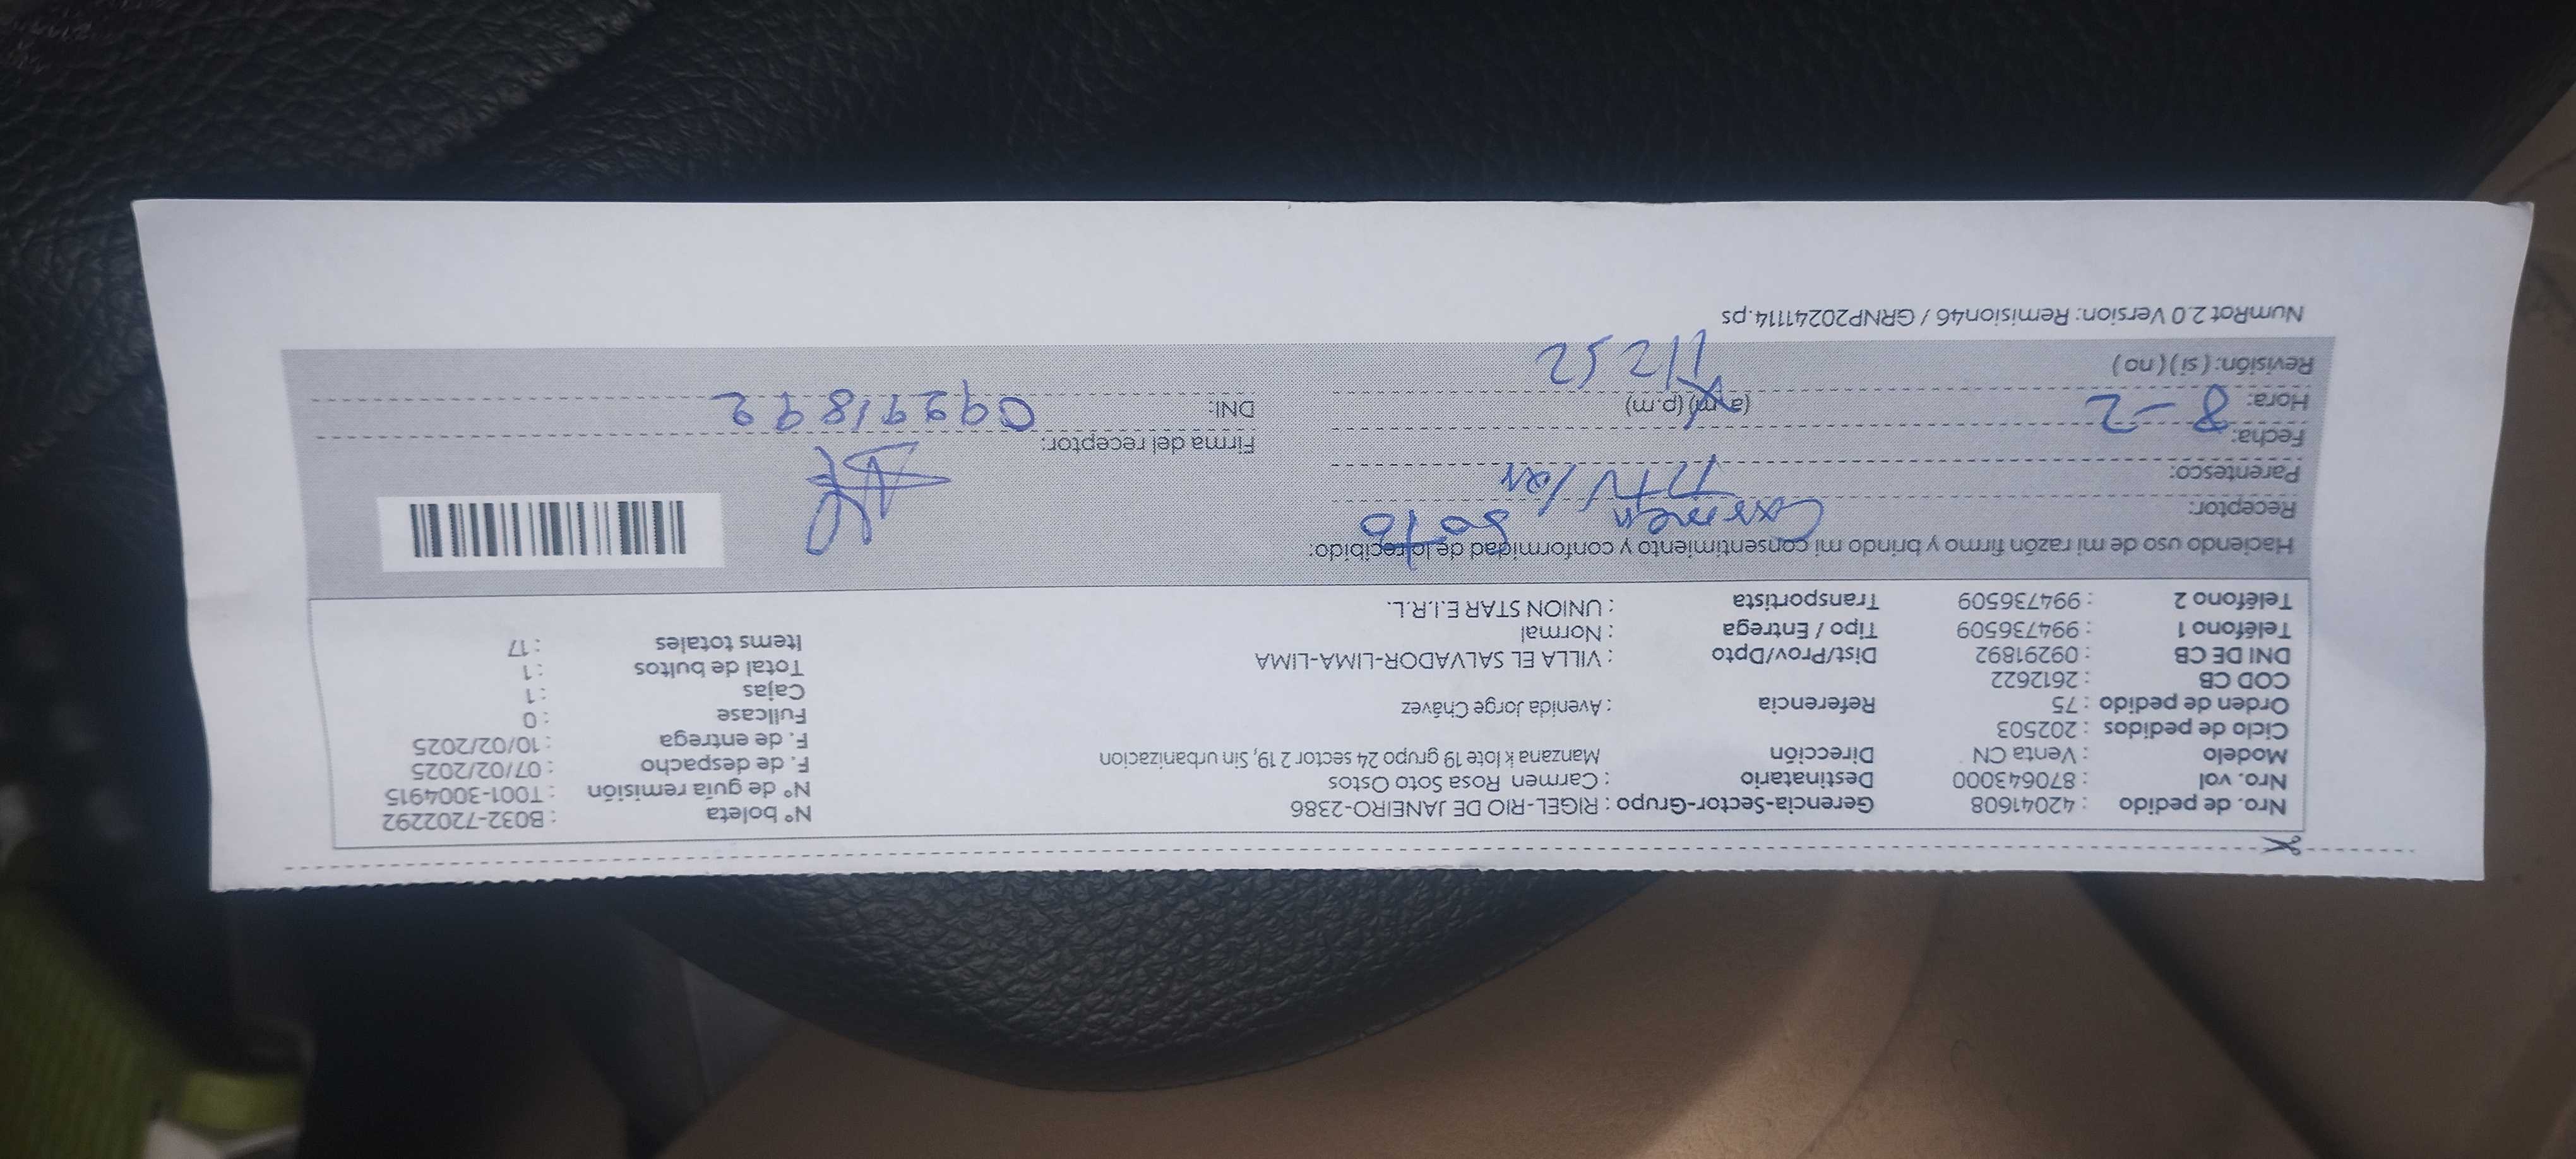 Nro. de pedido : 42041608 Gerencia-Sector-Grupo : RIGEL-RIO DE JANEIRO-2386 N° boleta : B032-7202292
Nro. vol : 870643000 Destinatario : Carmen Rosa Soto Ostos N° de guía remisión : T001-3004915
Modelo : Venta CN Dirección Manzana k lote 19 grupo 24 sector 2 19, Sin urbanizacion F. de despacho : 07/02/2025
Ciclo de pedidos : 202503 F. de entrega : 10/02/2025
Orden de pedido : 75 Referencia : Avenida Jorge Chávez Fullcase : 0
COD CB : 2612622 Cajas : 1
DNI DE CB : 09291892 Dist/Prov/Dpto : VILLA EL SALVADOR-LIMA-LIMA Total de bultos : 1
Teléfono 1 : 994736509 Tipo / Entrega : Normal Items totales : 17
Teléfono 2 : 994736509 Transportista : UNION STAR E.I.R.L.
Haciendo uso de mi razón firmo y brindo mi consentimiento y conformidad de lo recibido:
Receptor: Carmen Soto
Parentesco: Titular
Fecha: 8-2 Firma del receptor:
Hora: (a.m) (p.m) DNI: 09291892
Revisión: ( si ) ( no ) 11252
NumRot 2.0 Version: Remision46 / GRNP20241114.ps